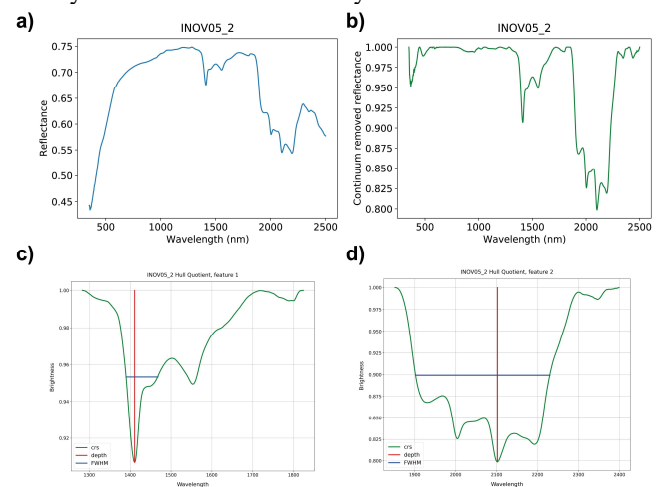 a)
INOV05_2
0.75
0.70
0.65
0.60
0.55
0.50
0.45
Reflectance
500
1000
1500
2000
2500
Wavelength (nm)
b)
INOV05_2
1.000
0.975
0.950
0.925
0.900
0.875
0.850
0.825
0.800
Continuum removed reflectance
500
1000
1500
2000
2500
Wavelength (nm)
c)
INOV05_2 Hull Quotient, feature 1
1.00
0.98
0.96
0.94
0.92
Brightness
1300
1400
1500
1600
1700
1800
Wavelength
crs
depth
FWHM
d)
INOV05_2 Hull Quotient, feature 2
1.000
0.975
0.950
0.925
0.900
0.875
0.825
0.800
Brightness
1900
2000
2100
2200
2300
2400
Wavelength
crs
depth
FWHM